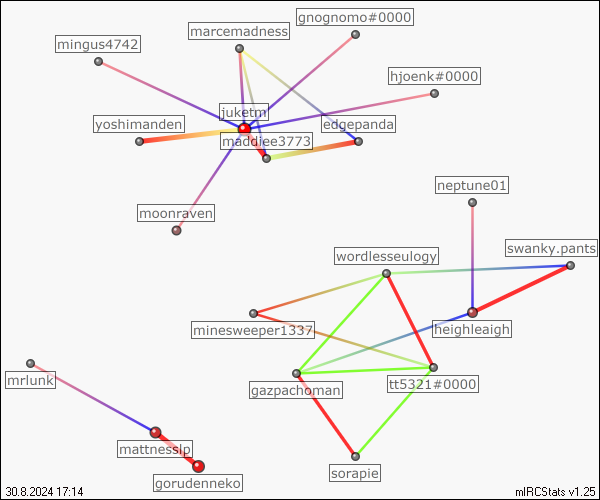 gnognomo#0000
marcemadness
mingus4742
hjoenk#0000
juketm
yoshimanden
edgepanda
maddiee3773
neptune01
moonraven
swanky.pants
wordlesseulogy
minesweeper1337
heighleaigh
mrlunk
gazpachoman
tt5321#0000
mattnesslp
sorapie
gorudenneko
30.8.2024 17:14
mIRCStats v1.25